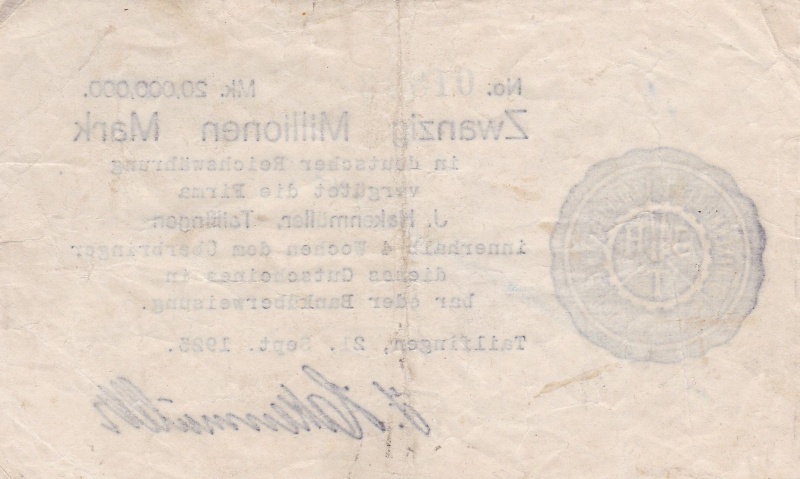 No. Mk. 20,000,000.
Zwanzig Millionen Mark
in deutscher Reichswährung
vergütet die Firma
J. Hakenmüller, Tailfingen
innerhalb 4 Wochen dem Überbringer
dieses Gutscheines in
bar oder Banküberweisung.
Tailfingen, 21. Sept. 1923.
J. Hakenmüller